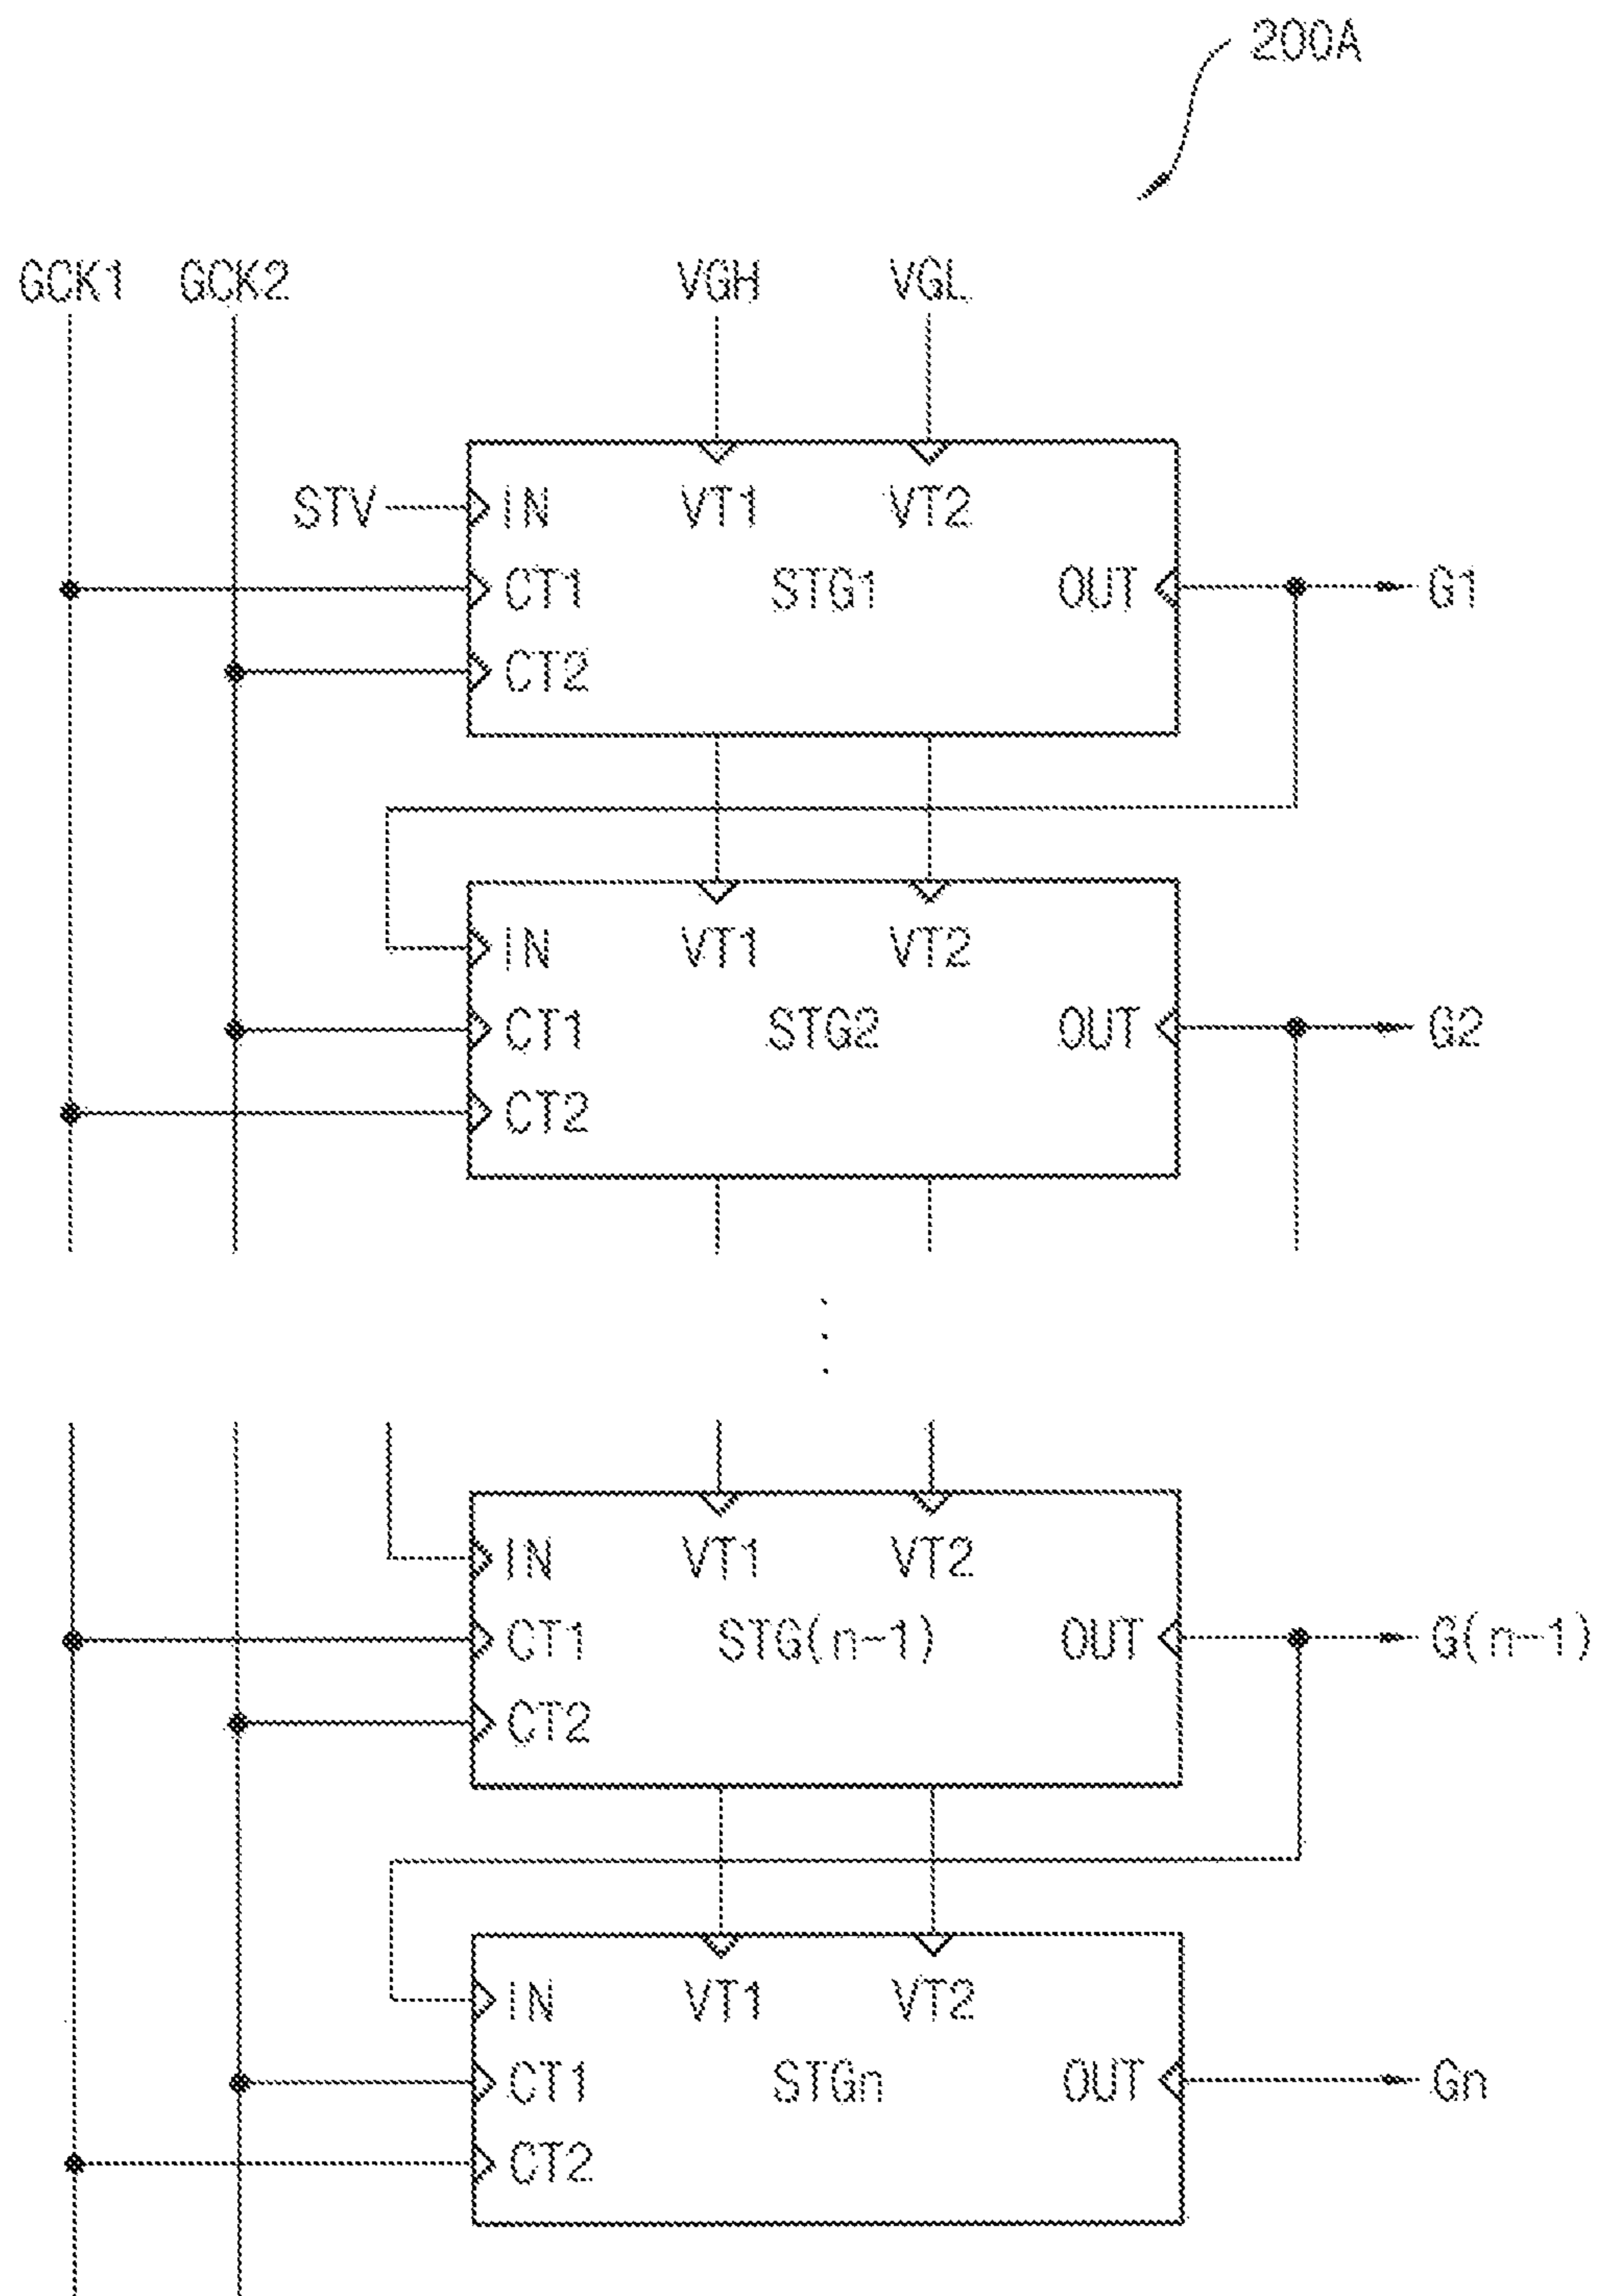 200A
GCK1 GCK2 VGH VGL
STV IN VT1 VT2
CT1 STG1 OUT G1
CT2
IN VT1 VT2
CT1 STG2 OUT G2
CT2
IN VT1 VT2
CT1 STG(n-1) OUT G(n-1)
CT2
IN VT1 VT2
CT1 STGn OUT Gn
CT2